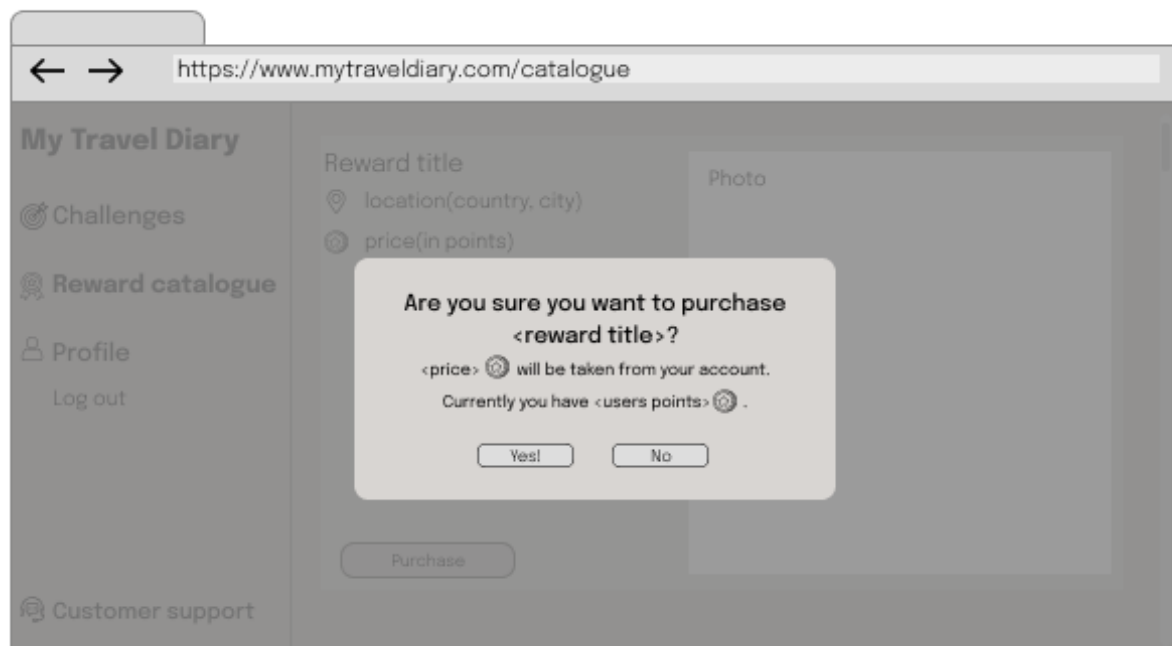 https://www.mytraveldiary.com/catalogue
My Travel Diary
Challenges
Reward catalogue
Profile
Log out
Customer support
Reward title
location(country, city)
price(in points)
Photo
Are you sure you want to purchase
<reward title>?
<price> will be taken from your account.
Currently you have <users points> .
Yes!
No
Purchase